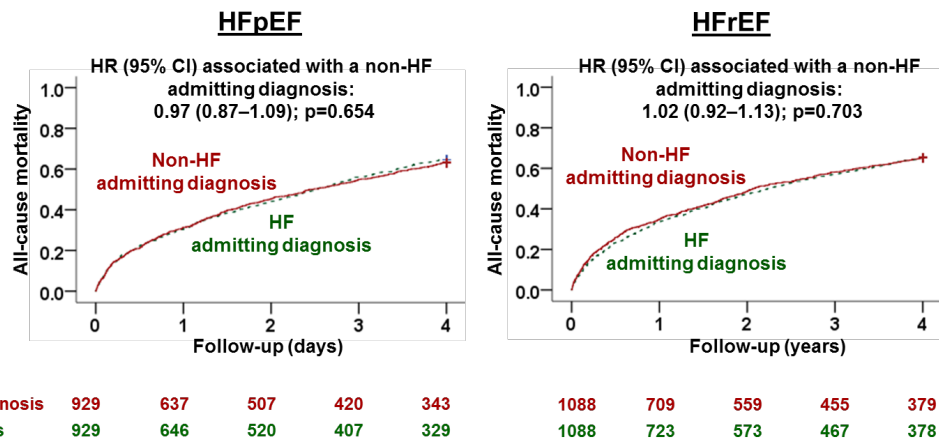 HFpEF
HR (95% CI) associated with a non-HF
admitting diagnosis:
0.97 (0.87–1.09); p=0.654
All-cause mortality
1.0
0.8
0.6
0.4
0.2
0.0
Non-HF
admitting diagnosis
HF
admitting diagnosis
0 1 2 3 4
Follow-up (days)
HFrEF
HR (95% CI) associated with a non-HF
admitting diagnosis:
1.02 (0.92–1.13); p=0.703
All-cause mortality
1.0
0.8
0.6
0.4
0.2
0.0
Non-HF
admitting diagnosis
HF
admitting diagnosis
0 1 2 3 4
Follow-up (years)
nosis 929 637 507 420 343 1088 709 559 455 379
s 929 646 520 407 329 1088 723 573 467 378